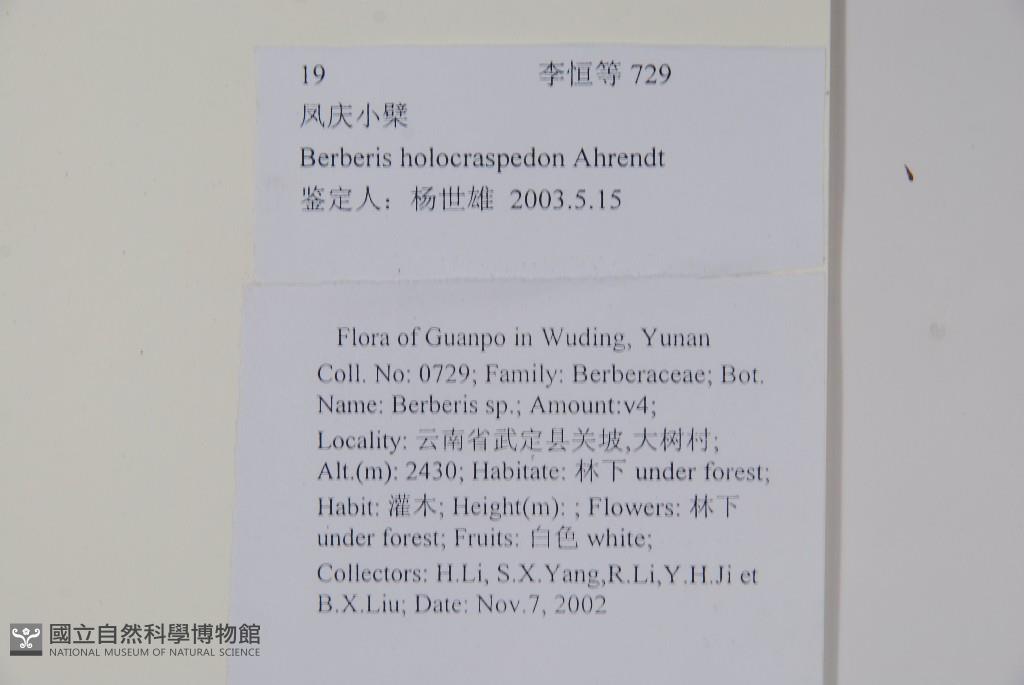 19 李恒等 729
凤庆小檗
Berberis holocraspedon Ahrendt
鉴定人：杨世雄 2003.5.15
Flora of Guanpo in Wuding, Yunan
Coll. No: 0729; Family: Berberaceae; Bot.
Name: Berberis sp.; Amount:v4;
Locality: 云南省武定县关坡,大树村;
Alt.(m): 2430; Habitate: 林下 under forest;
Habit: 灌木; Height(m): ; Flowers: 林下
under forest; Fruits: 白色 white;
Collectors: H.Li, S.X.Yang,R.Li,Y.H.Ji et
B.X.Liu; Date: Nov.7, 2002
國立自然科學博物館
NATIONAL MUSEUM OF NATURAL SCIENCE